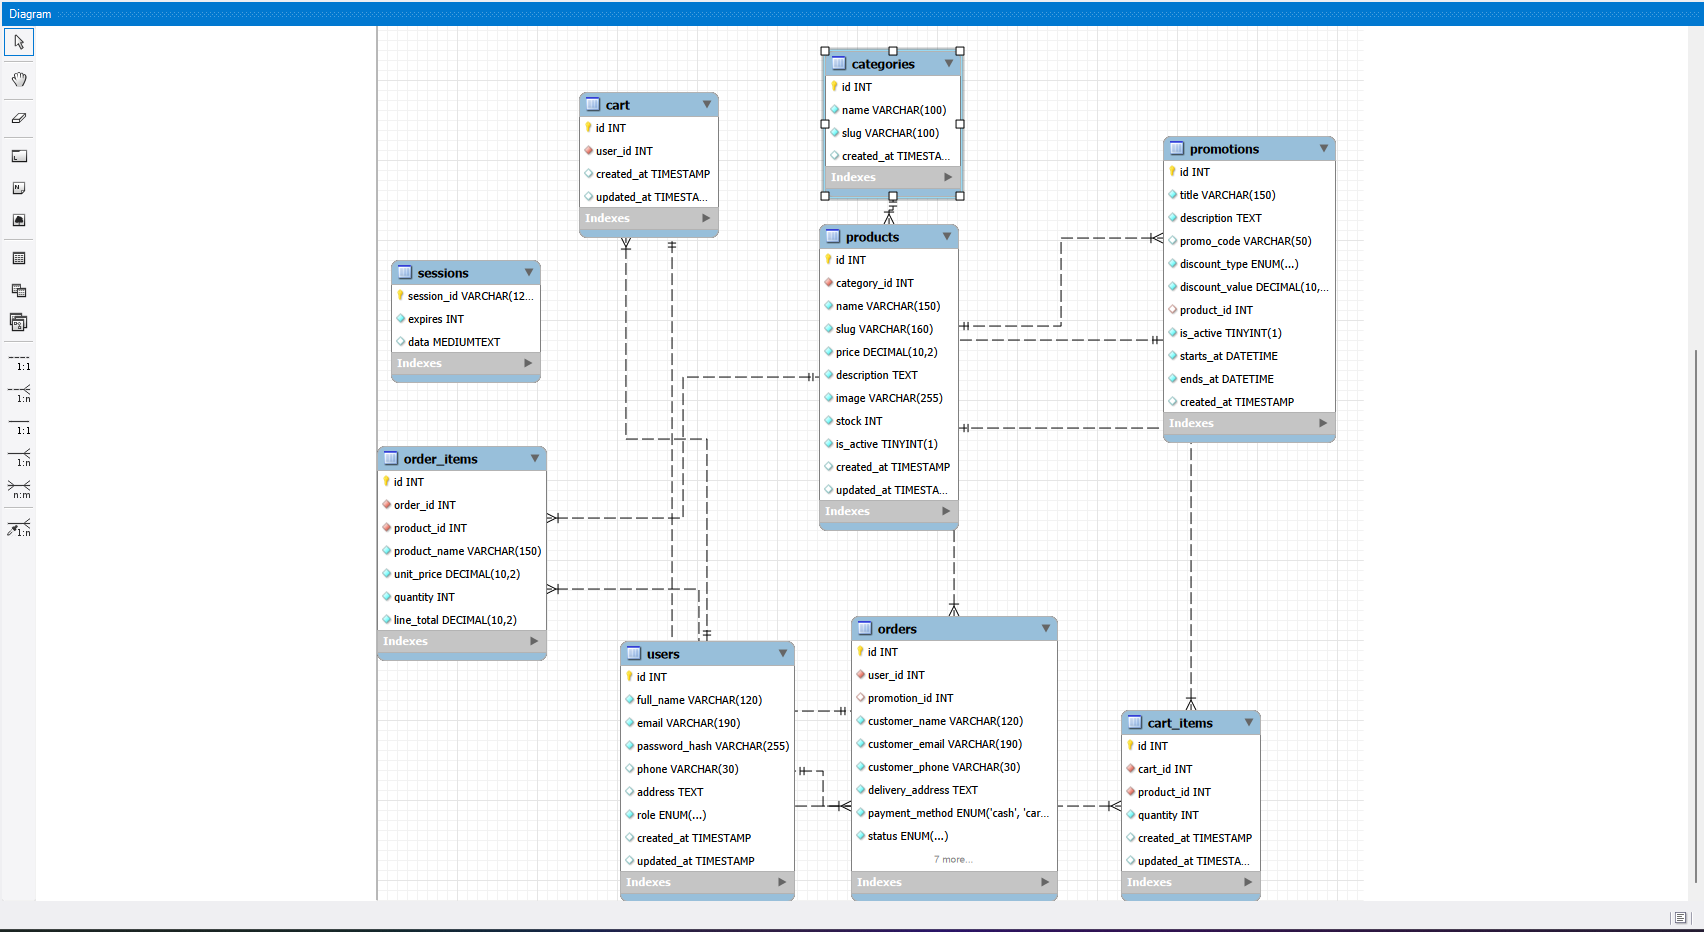 Diagram
categories
id INT
name VARCHAR(100)
slug VARCHAR(100)
created_at TIMESTA...
Indexes
cart
id INT
user_id INT
created_at TIMESTAMP
updated_at TIMESTA...
Indexes
promotions
id INT
title VARCHAR(150)
description TEXT
promo_code VARCHAR(50)
discount_type ENUM(...)
discount_value DECIMAL(10,...
product_id INT
is_active TINYINT(1)
starts_at DATETIME
ends_at DATETIME
created_at TIMESTAMP
Indexes
products
id INT
category_id INT
name VARCHAR(150)
slug VARCHAR(160)
price DECIMAL(10,2)
description TEXT
image VARCHAR(255)
stock INT
is_active TINYINT(1)
created_at TIMESTAMP
updated_at TIMESTA...
Indexes
sessions
session_id VARCHAR(12...
expires INT
data MEDIUMTEXT
Indexes
1:1
1:n
1:1
1:n
n:m
1:n
order_items
id INT
order_id INT
product_id INT
product_name VARCHAR(150)
unit_price DECIMAL(10,2)
quantity INT
line_total DECIMAL(10,2)
Indexes
users
id INT
full_name VARCHAR(120)
email VARCHAR(190)
password_hash VARCHAR(255)
phone VARCHAR(30)
address TEXT
role ENUM(...)
created_at TIMESTAMP
updated_at TIMESTAMP
Indexes
orders
id INT
user_id INT
promotion_id INT
customer_name VARCHAR(120)
customer_email VARCHAR(190)
customer_phone VARCHAR(30)
delivery_address TEXT
payment_method ENUM('cash', 'car...
status ENUM(...)
7 more...
Indexes
cart_items
id INT
cart_id INT
product_id INT
quantity INT
created_at TIMESTAMP
updated_at TIMESTA...
Indexes